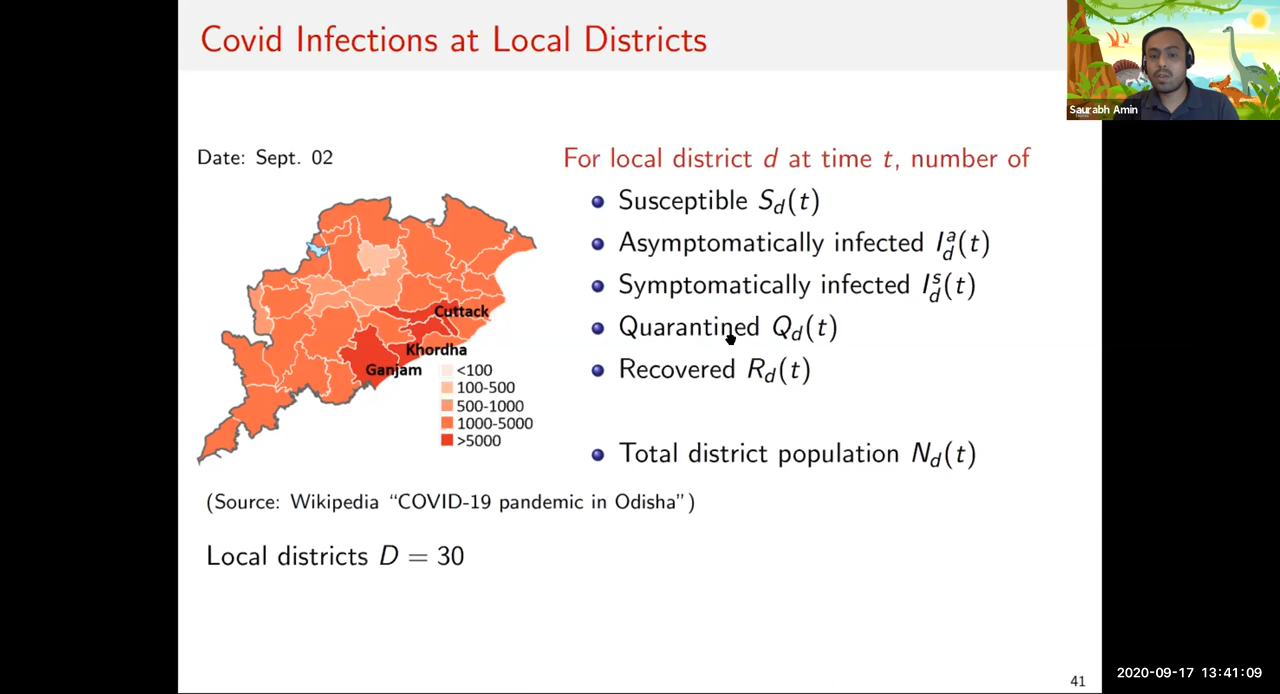 Covid Infections at Local Districts
Saurabh Amin
Date: Sept. 02
Cuttack
Khordha
Ganjam
<100
100-500
500-1000
1000-5000
>5000
(Source: Wikipedia “COVID-19 pandemic in Odisha”)
Local districts D = 30
For local district d at time t, number of
Susceptible S_d(t)
Asymptomatically infected I_d^a(t)
Symptomatically infected I_d^s(t)
Quarantined Q_d(t)
Recovered R_d(t)
Total district population N_d(t)
41
2020-09-17 13:41:09